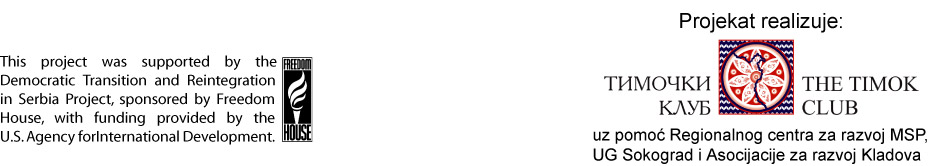 This project was supported by the
Democratic Transition and Reintegration
in Serbia Project, sponsored by Freedom
House, with funding provided by the
U.S. Agency forInternational Development.
FREEDOM
HOUSE
Projekat realizuje:
ТИМОЧКИ
КЛУБ
THE TIMOK
CLUB
uz pomoć Regionalnog centra za razvoj MSP,
UG Sokograd i Asocijacije za razvoj Kladova